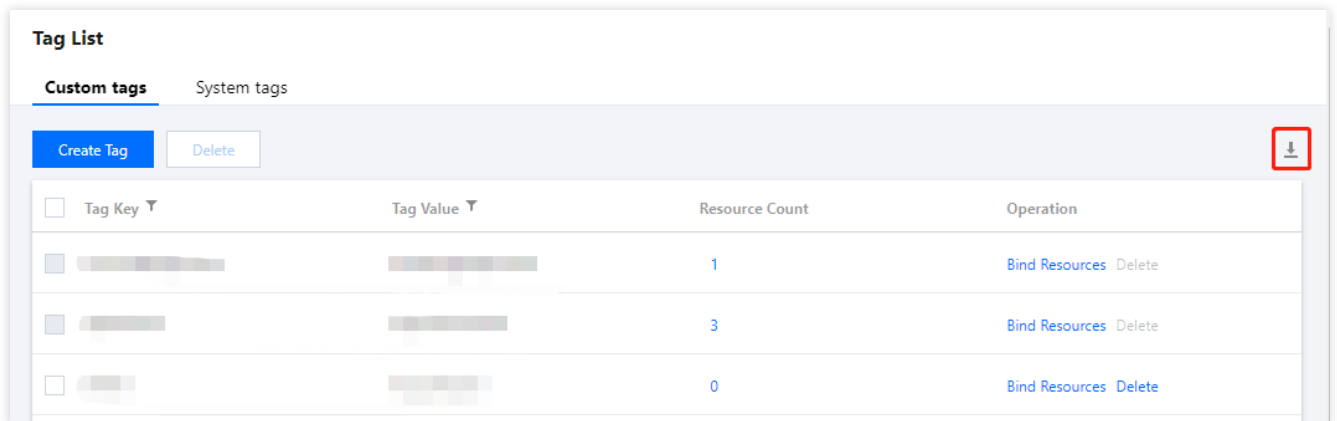 Tag List
Custom tags System tags
Create Tag Delete
Tag Key Tag Value Resource Count Operation
1 Bind Resources Delete
3 Bind Resources Delete
0 Bind Resources Delete